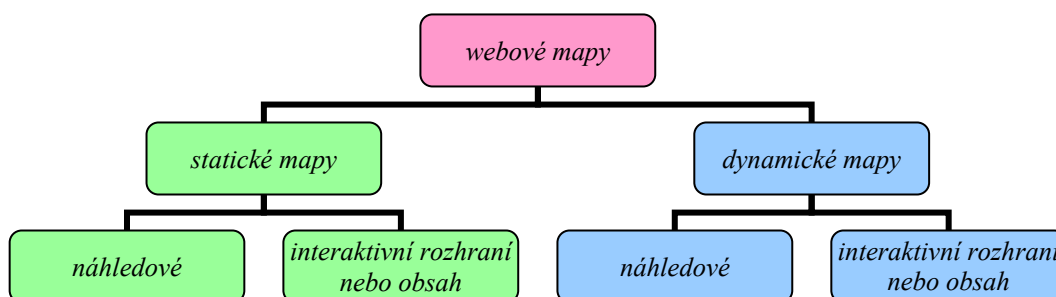 webové mapy
statické mapy
dynamické mapy
náhledové
interaktivní rozhraní
nebo obsah
náhledové
interaktivní rozhraní
nebo obsah